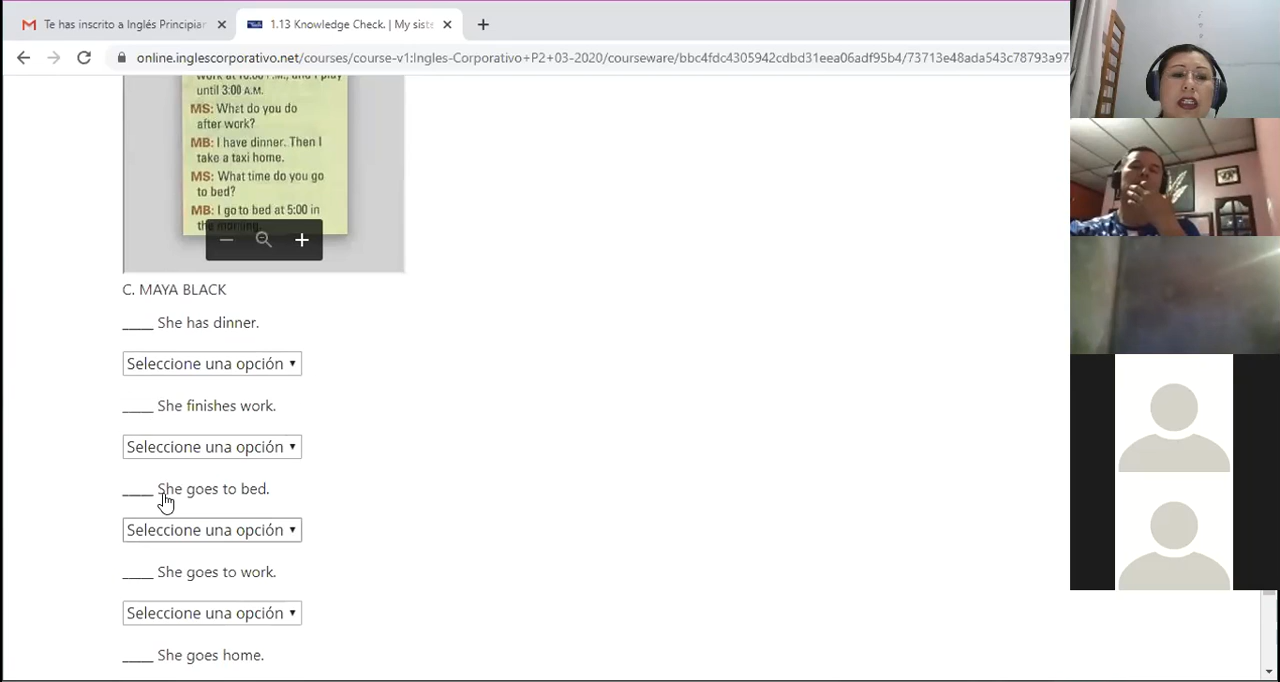 Te has inscrito a Inglés Principiar
1.13 Knowledge Check. | My siste
online.inglescorporativo.net/courses/course-v1:Ingles-Corporativo+P2+03-2020/courseware/bbc4fdc4305942cdbd31eea06adf95b4/73713e48ada543c78793a97
until 3:00 A.M.
MS: What do you do
after work?
MB: I have dinner. Then I
take a taxi home.
MS: What time do you go
to bed?
MB: I go to bed at 5:00 in
C. MAYA BLACK
_____ She has dinner.
Seleccione una opción
_____ She finishes work.
Seleccione una opción
_____ She goes to bed.
Seleccione una opción
_____ She goes to work.
Seleccione una opción
_____ She goes home.